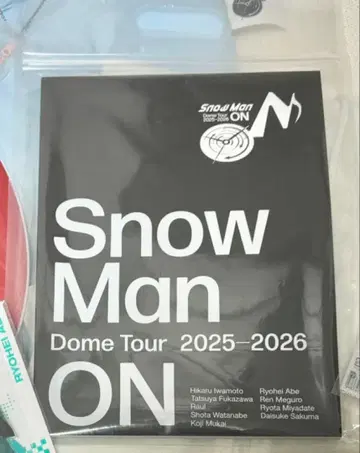 Snow Man
Dome Tour
2025-2026
ON
Snow
Man
Dome Tour 2025-2026
ON
Hikaru Iwamoto
Tatsuya Fukazawa
Raul
Shota Watanabe
Koji Mukai
Ryohei Abe
Ren Meguro
Ryota Miyadate
Daisuke Sakuma
RYOHEI